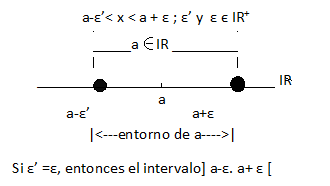 a-ε’< x < a + ε ; ε’ y ε ϵ IR⁺
a ∈ IR
IR
a
a-ε’ a+ε
|<---entorno de a---->|
Si ε’ =ε, entonces el intervalo] a-ε. a+ ε [